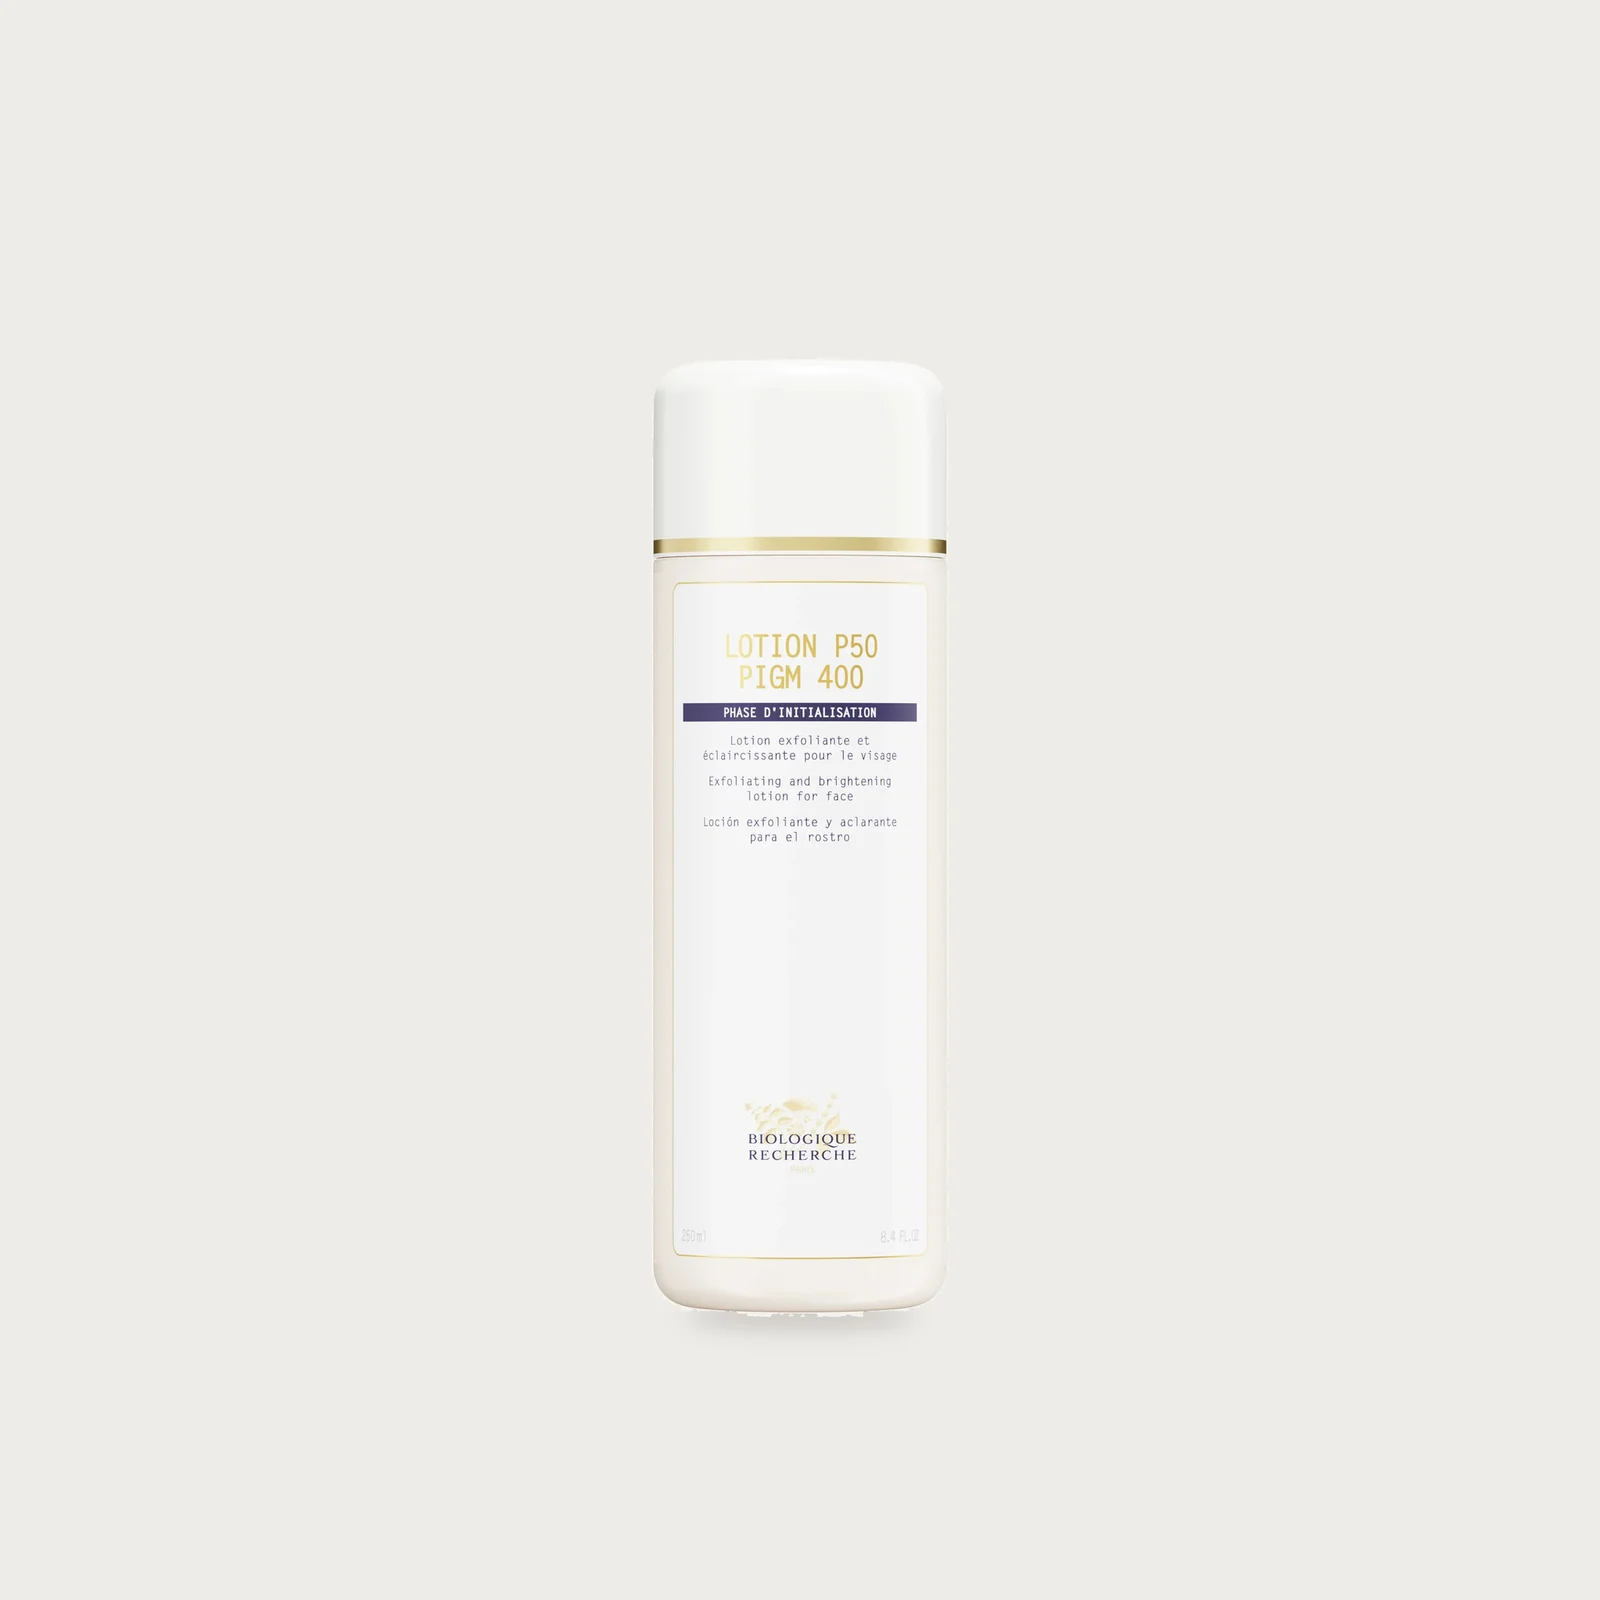 LOTION P50
PIGM 400
PHASE D'INITIALISATION
Lotion exfoliante et
éclaircissante pour le visage
Exfoliating and brightening
lotion for face
Loción exfoliante y aclarante
para el rostro
BIOLOGIQUE
RECHERCHE
PARIS
250ml
8.4 FL.OZ